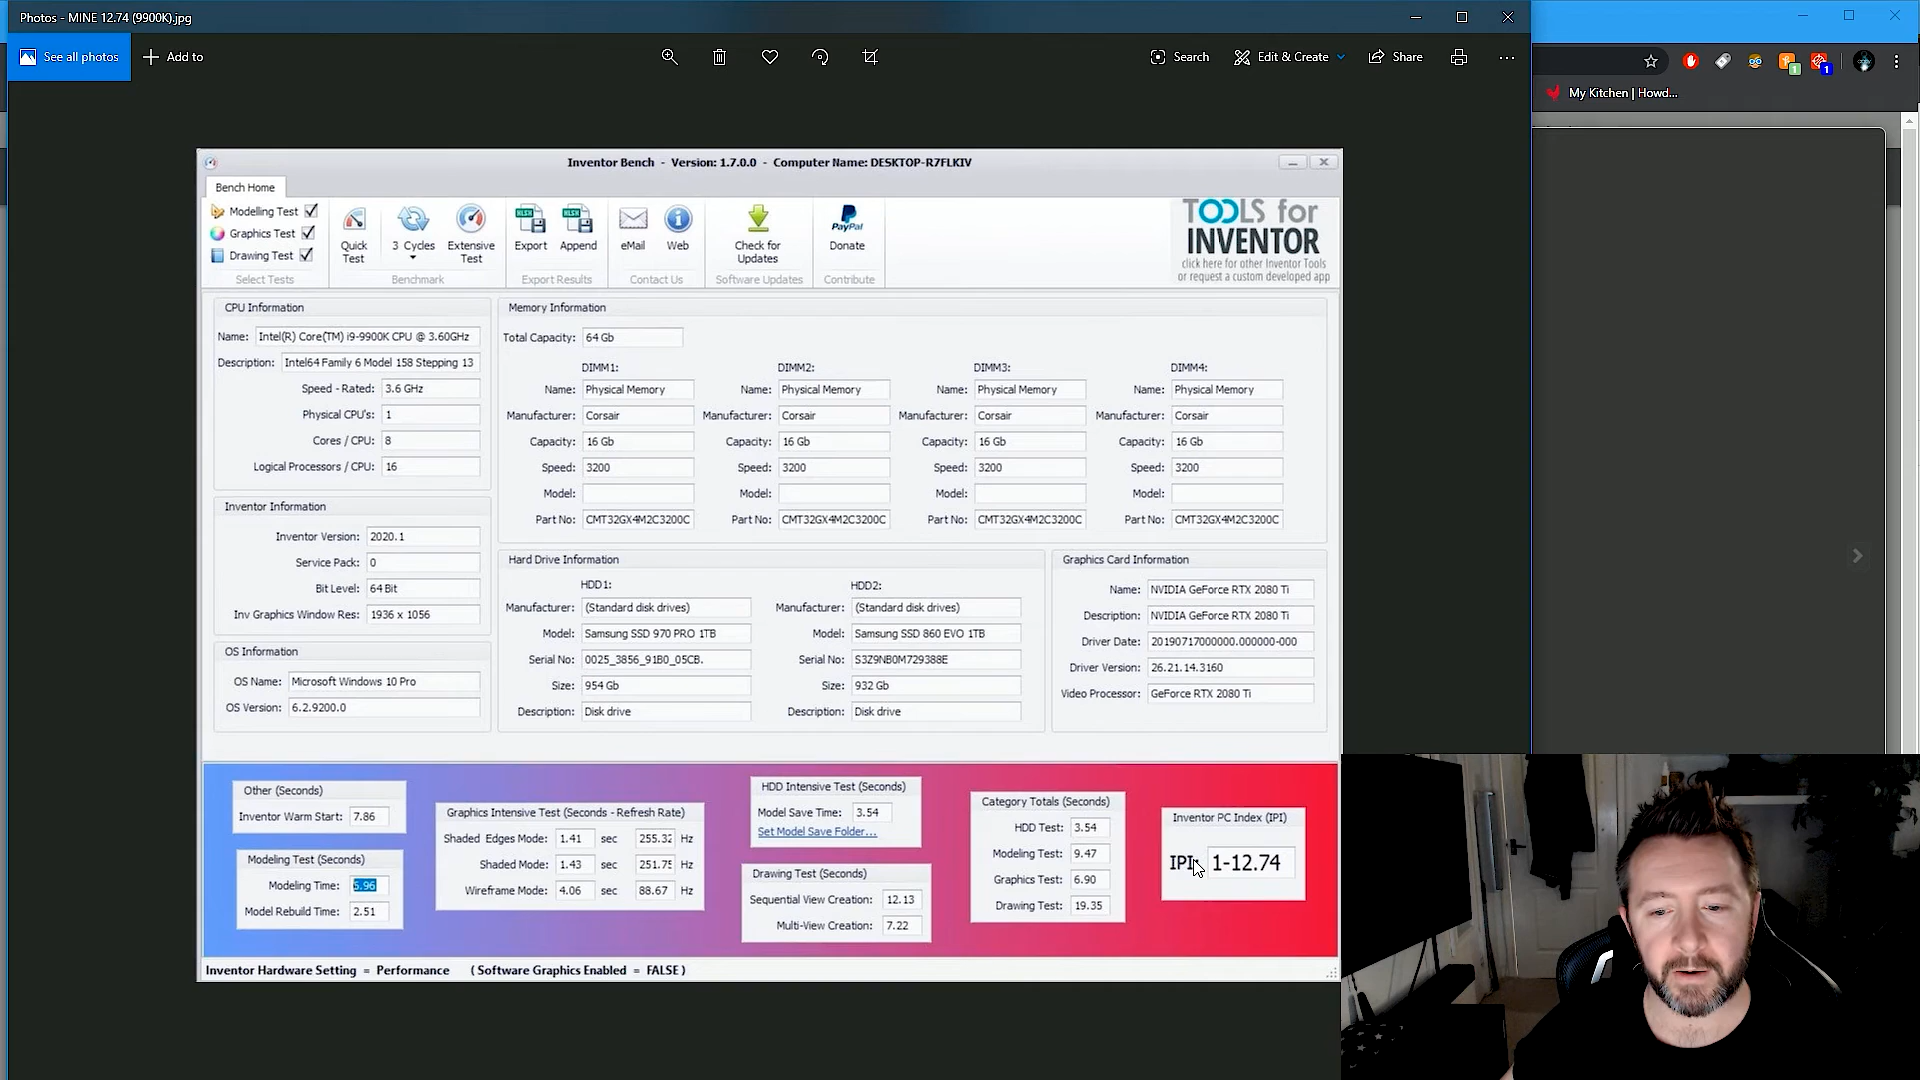 Photos - MINE 12.74 (9900K).jpg
See all photos
Add to
Search
Edit & Create
Share
My Kitchen | Howd...
1
1
Inventor Bench - Version: 1.7.0.0 - Computer Name: DESKTOP-R7FLKIV
Bench Home
Modelling Test
Graphics Test
Drawing Test
Select Tests
Quick Test
3 Cycles
Extensive Test
Benchmark
XLSX
Export
XLSX
Append
Export Results
eMail
Web
Contact Us
Check for Updates
Software Updates
PayPal
Donate
Contribute
TOOLS for
INVENTOR
click here for other Inventor Tools
or request a custom developed app
CPU Information
Name: Intel(R) Core(TM) i9-9900K CPU @ 3.60GHz
Description: Intel64 Family 6 Model 158 Stepping 13
Speed - Rated: 3.6 GHz
Physical CPU's: 1
Cores / CPU: 8
Logical Processors / CPU: 16
Inventor Information
Inventor Version: 2020.1
Service Pack: 0
Bit Level: 64 Bit
Inv Graphics Window Res: 1936 x 1056
OS Information
OS Name: Microsoft Windows 10 Pro
OS Version: 6.2.9200.0
Memory Information
Total Capacity: 64 Gb
DIMM1: DIMM2: DIMM3: DIMM4:
Name: Physical Memory Name: Physical Memory Name: Physical Memory Name: Physical Memory
Manufacturer: Corsair Manufacturer: Corsair Manufacturer: Corsair Manufacturer: Corsair
Capacity: 16 Gb Capacity: 16 Gb Capacity: 16 Gb Capacity: 16 Gb
Speed: 3200 Speed: 3200 Speed: 3200 Speed: 3200
Model: Model: Model: Model:
Part No: CMT32GX4M2C3200C Part No: CMT32GX4M2C3200C Part No: CMT32GX4M2C3200C Part No: CMT32GX4M2C3200C
Hard Drive Information
HDD1: HDD2:
Manufacturer: (Standard disk drives) Manufacturer: (Standard disk drives)
Model: Samsung SSD 970 PRO 1TB Model: Samsung SSD 860 EVO 1TB
Serial No: 0025_3856_91B0_05CB. Serial No: S3Z9NB0M729388E
Size: 954 Gb Size: 932 Gb
Description: Disk drive Description: Disk drive
Graphics Card Information
Name: NVIDIA GeForce RTX 2080 Ti
Description: NVIDIA GeForce RTX 2080 Ti
Driver Date: 20190717000000.000000-000
Driver Version: 26.21.14.3160
Video Processor: GeForce RTX 2080 Ti
Other (Seconds)
Inventor Warm Start: 7.86
Modeling Test (Seconds)
Modeling Time: 6.96
Model Rebuild Time: 2.51
Graphics Intensive Test (Seconds - Refresh Rate)
Shaded Edges Mode: 1.41 sec 255.32 Hz
Shaded Mode: 1.43 sec 251.75 Hz
Wireframe Mode: 4.06 sec 88.67 Hz
HDD Intensive Test (Seconds)
Model Save Time: 3.54
Set Model Save Folder...
Drawing Test (Seconds)
Sequential View Creation: 12.13
Multi-View Creation: 7.22
Category Totals (Seconds)
HDD Test: 3.54
Modeling Test: 9.47
Graphics Test: 6.90
Drawing Test: 19.35
Inventor PC Index (IPI)
IPI: 1-12.74
Inventor Hardware Setting = Performance ( Software Graphics Enabled = FALSE )